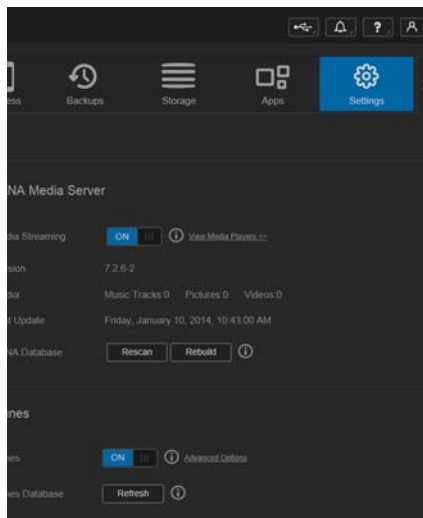 ?
ess Backups Storage Apps Settings
NA Media Server
dia Streaming ON View Media Players >>
rsion 7.2.6-2
dia Music Tracks:0 Pictures:0 Videos:0
t Update Friday, January 10, 2014, 10:43:00 AM
NA Database Rescan Rebuild
nes
nes ON Advanced Options
nes Database Refresh